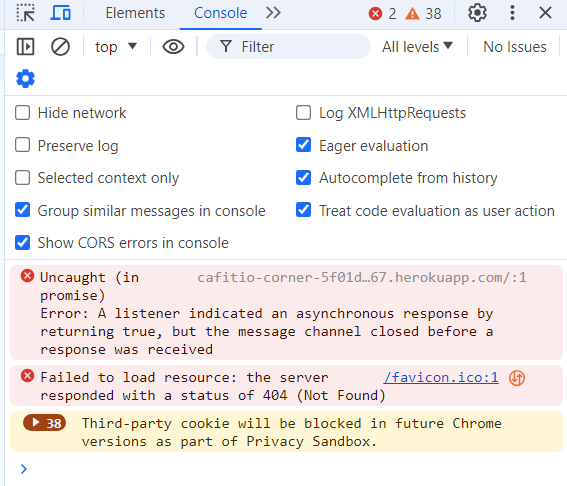 Elements Console 2 38
top Filter All levels No Issues
Hide network Log XMLHttpRequests
Preserve log Eager evaluation
Selected context only Autocomplete from history
Group similar messages in console Treat code evaluation as user action
Show CORS errors in console
Uncaught (in cafitio-corner-5f01d…67.herokuapp.com/:1
promise)
Error: A listener indicated an asynchronous response by
returning true, but the message channel closed before a
response was received
Failed to load resource: the server /favicon.ico:1
responded with a status of 404 (Not Found)
38 Third-party cookie will be blocked in future Chrome
versions as part of Privacy Sandbox.